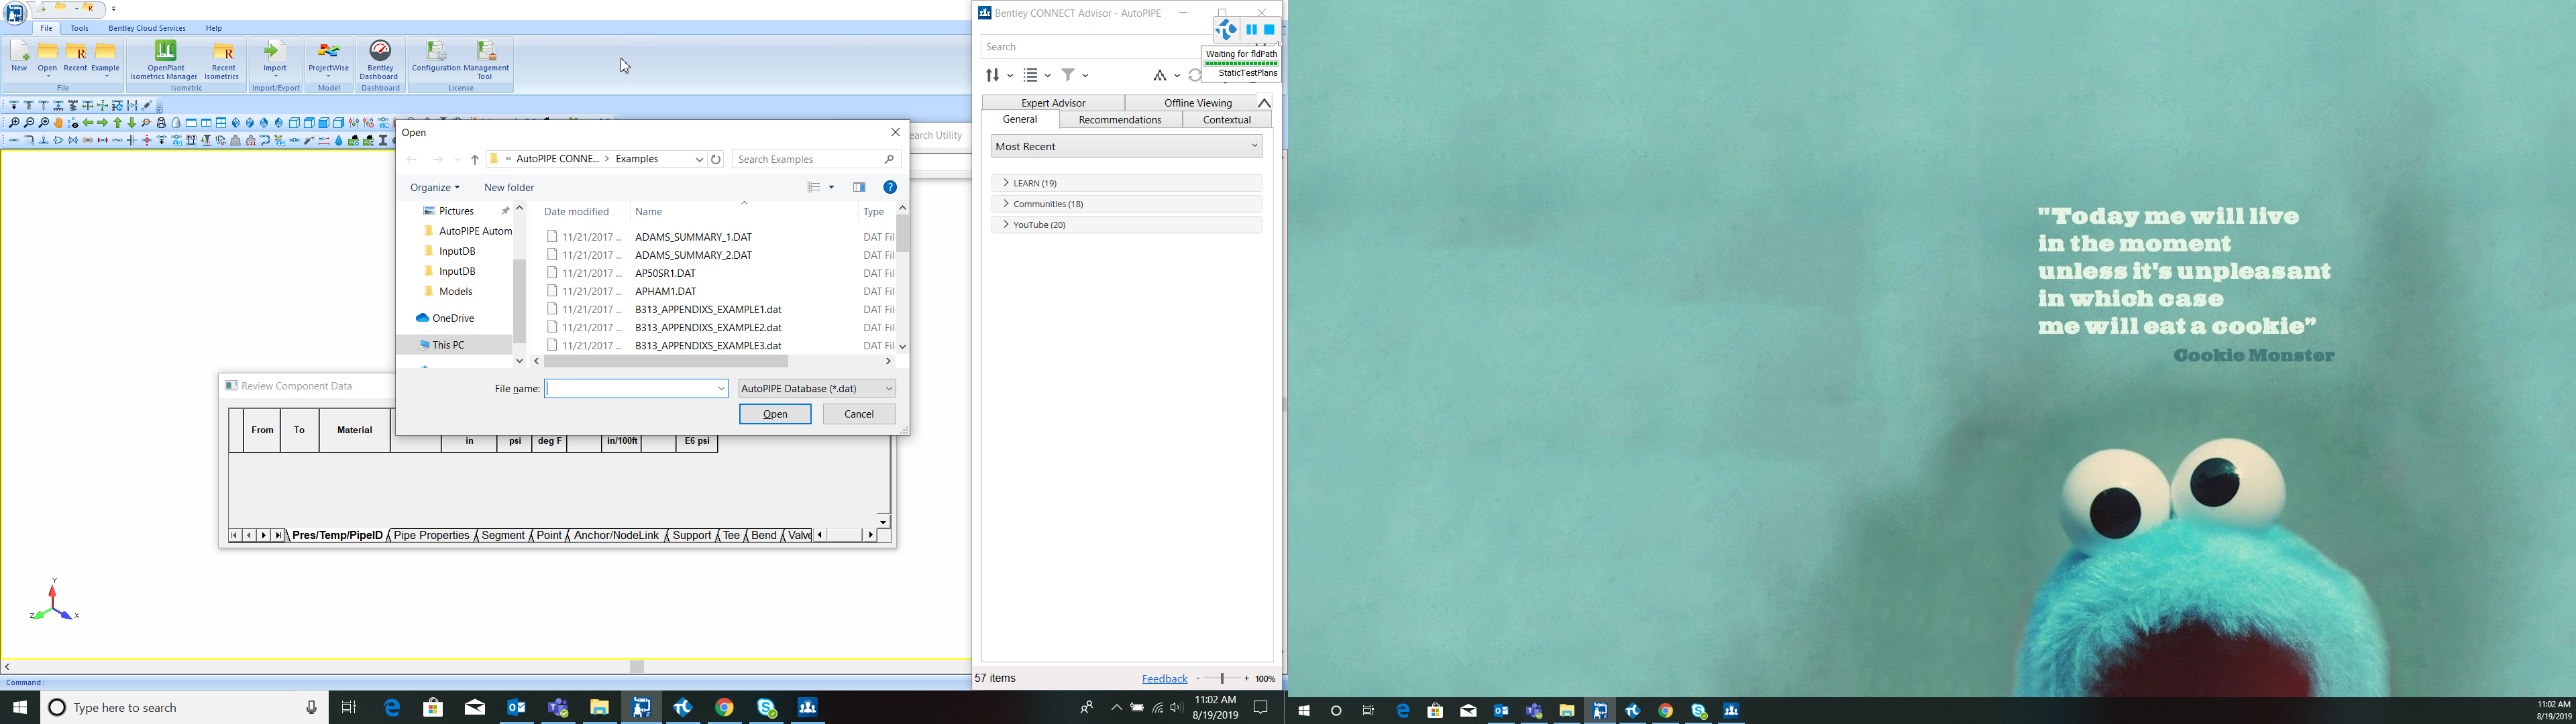 File
Tools
Bentley Cloud Services
Help
New
Open
Recent
Example
OpenPlant
Isometrics Manager
Recent
Isometrics
Import
ProjectWise
Bentley
Dashboard
Configuration
Management
Tool
File
Isometric
Import/Export
Model
Dashboard
License
Open
earch Utility
AutoPIPE CONNE...
Examples
Search Examples
Organize
New folder
Pictures
AutoPIPE Autom
InputDB
InputDB
Models
OneDrive
This PC
Date modified
Name
Type
11/21/2017 ...
ADAMS_SUMMARY_1.DAT
DAT Fil
11/21/2017 ...
ADAMS_SUMMARY_2.DAT
DAT Fil
11/21/2017 ...
AP50SR1.DAT
DAT Fil
11/21/2017 ...
APHAM1.DAT
DAT Fil
11/21/2017 ...
B313_APPENDIXS_EXAMPLE1.dat
DAT Fil
11/21/2017 ...
B313_APPENDIXS_EXAMPLE2.dat
DAT Fil
11/21/2017 ...
B313_APPENDIXS_EXAMPLE3.dat
DAT Fil
File name:
AutoPIPE Database (*.dat)
Open
Cancel
Review Component Data
From
To
Material
in
psi
deg F
in/100ft
E6 psi
Pres/Temp/PipeID
Pipe Properties
Segment
Point
Anchor/NodeLink
Support
Tee
Bend
Valve
Y
Z
X
Command :
Bentley CONNECT Advisor - AutoPIPE
Search
Waiting for fldPath
StaticTestPlans
Expert Advisor
Offline Viewing
General
Recommendations
Contextual
Most Recent
LEARN (19)
Communities (18)
YouTube (20)
57 items
Feedback
- + 100%
Type here to search
11:02 AM
8/19/2019
"Today me will live
in the moment
unless it's unpleasant
in which case
me will eat a cookie”
Cookie Monster
11:02 AM
8/19/2019